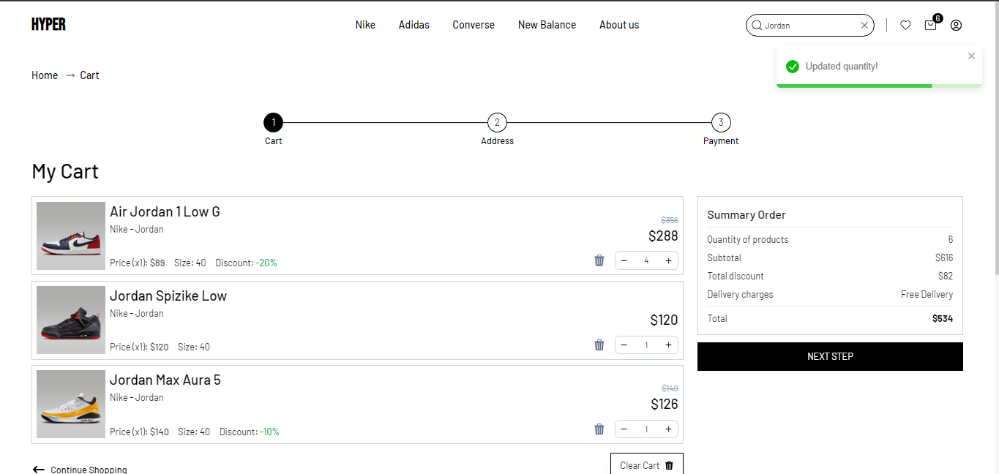 HYPER
Nike Adidas Converse New Balance About us
Jordan
6
Home → Cart
Updated quantity!
1 2 3
Cart Address Payment
My Cart
Air Jordan 1 Low G
Nike - Jordan
$356
$288
Price (x1): $89 Size: 40 Discount: -20%
− 4 +
Jordan Spizike Low
Nike - Jordan
$120
Price (x1): $120 Size: 40
− 1 +
Jordan Max Aura 5
Nike - Jordan
$140
$126
Price (x1): $140 Size: 40 Discount: -10%
− 1 +
← Continue Shopping
Clear Cart
Summary Order
Quantity of products 6
Subtotal $616
Total discount $82
Delivery charges Free Delivery
Total $534
NEXT STEP